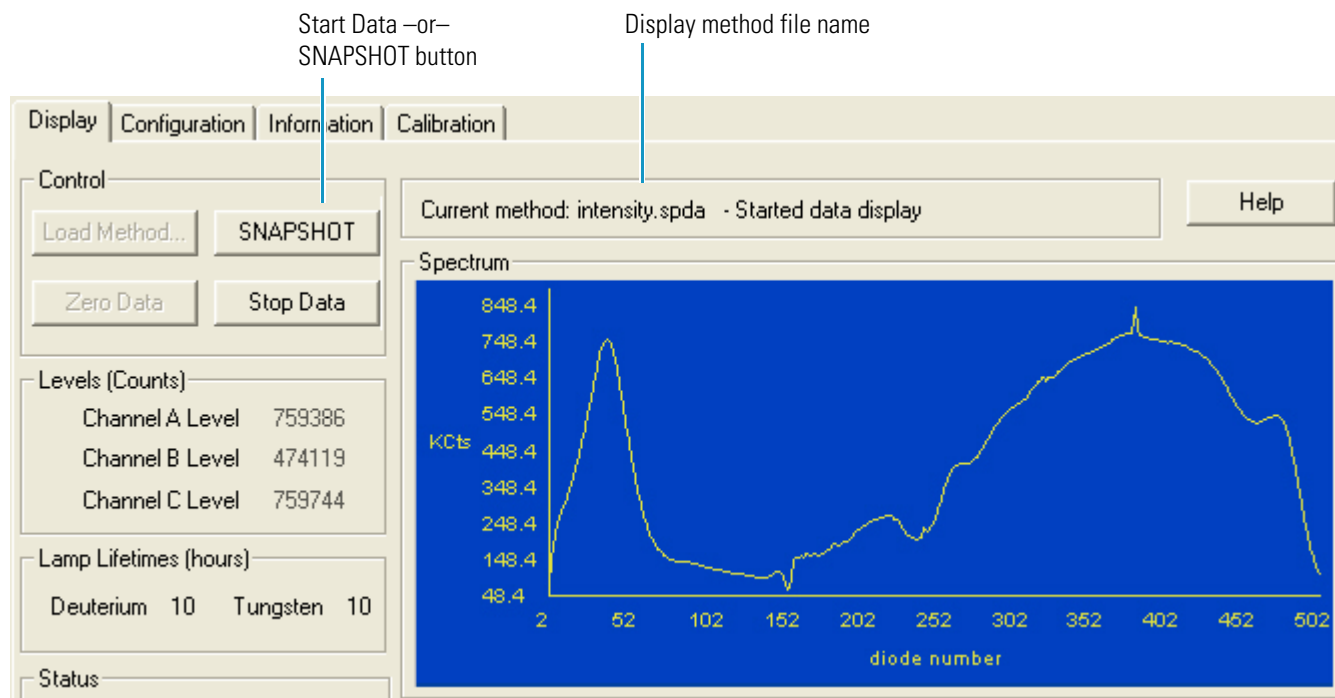 Start Data –or–
SNAPSHOT button
Display method file name
Display
Configuration
Information
Calibration
Control
Load Method...
SNAPSHOT
Zero Data
Stop Data
Current method: intensity.spda - Started data display
Help
Levels (Counts)
Channel A Level 759386
Channel B Level 474119
Channel C Level 759744
Lamp Lifetimes (hours)
Deuterium 10 Tungsten 10
Status
Spectrum
848.4
748.4
648.4
548.4
KCts
448.4
348.4
248.4
148.4
48.4
2 52 102 152 202 252 302 352 402 452 502
diode number